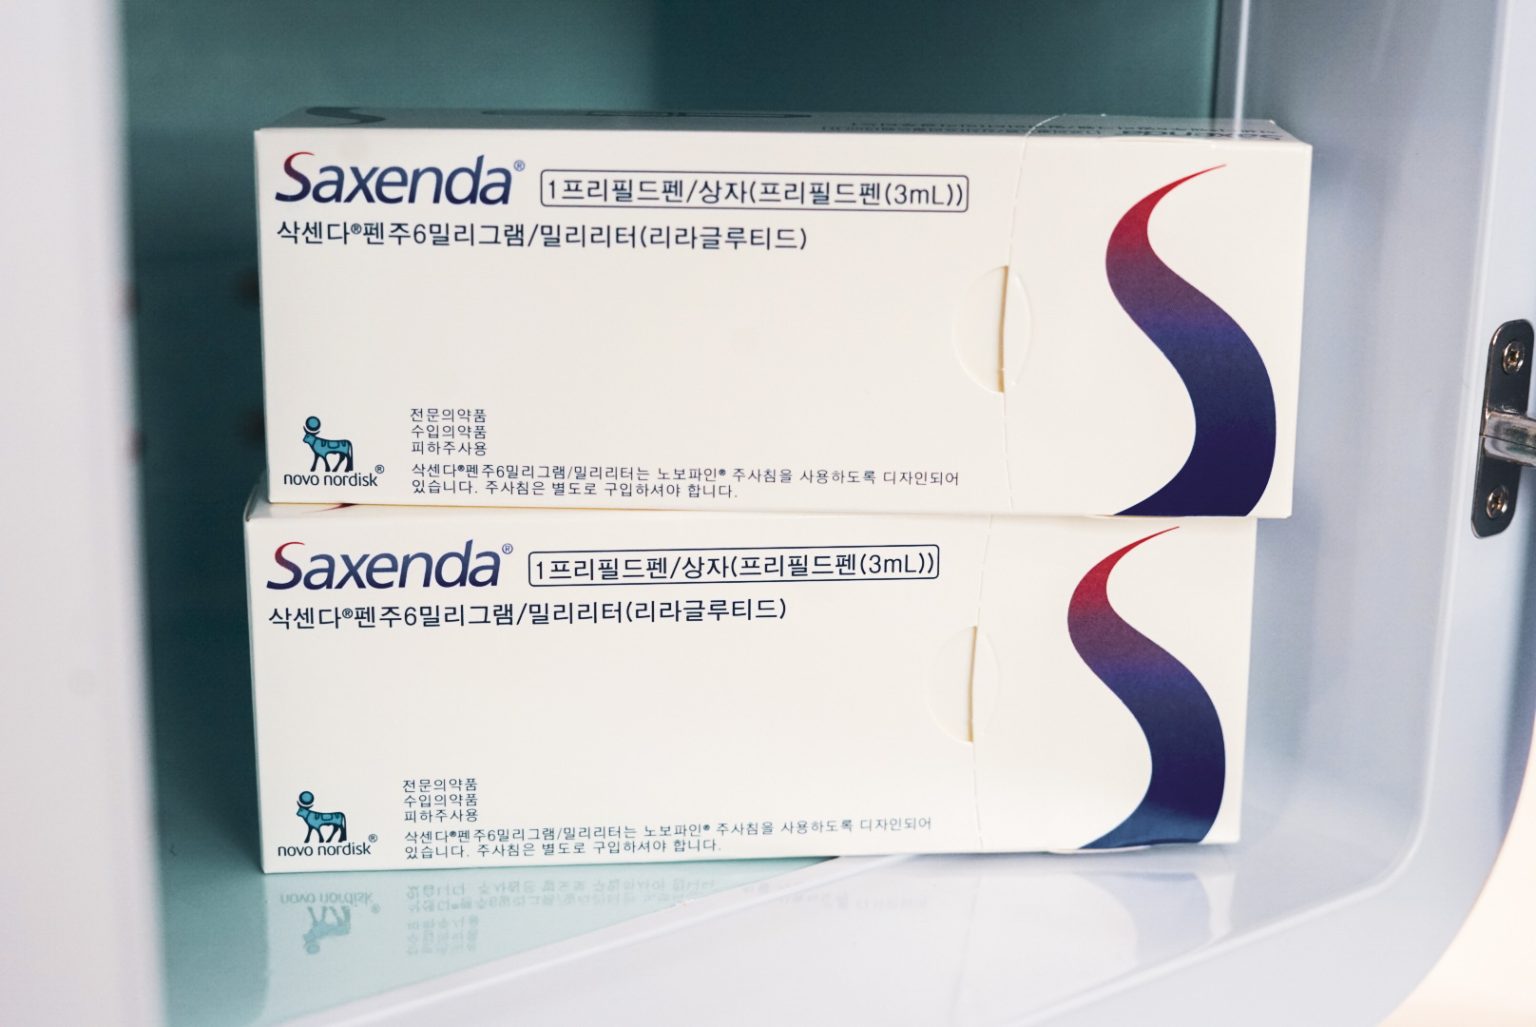 Saxenda® 1프리필드펜/상자(프리필드펜(3mL))
삭센다®펜주6밀리그램/밀리리터(리라글루티드)
전문의약품
수입의약품
피하주사용
삭센다®펜주6밀리그램/밀리리터는 노보파인® 주사침을 사용하도록 디자인되어
있습니다. 주사침은 별도로 구입하셔야 합니다.
novo nordisk®
Saxenda® 1프리필드펜/상자(프리필드펜(3mL))
삭센다®펜주6밀리그램/밀리리터(리라글루티드)
전문의약품
수입의약품
피하주사용
삭센다®펜주6밀리그램/밀리리터는 노보파인® 주사침을 사용하도록 디자인되어
있습니다. 주사침은 별도로 구입하셔야 합니다.
novo nordisk®